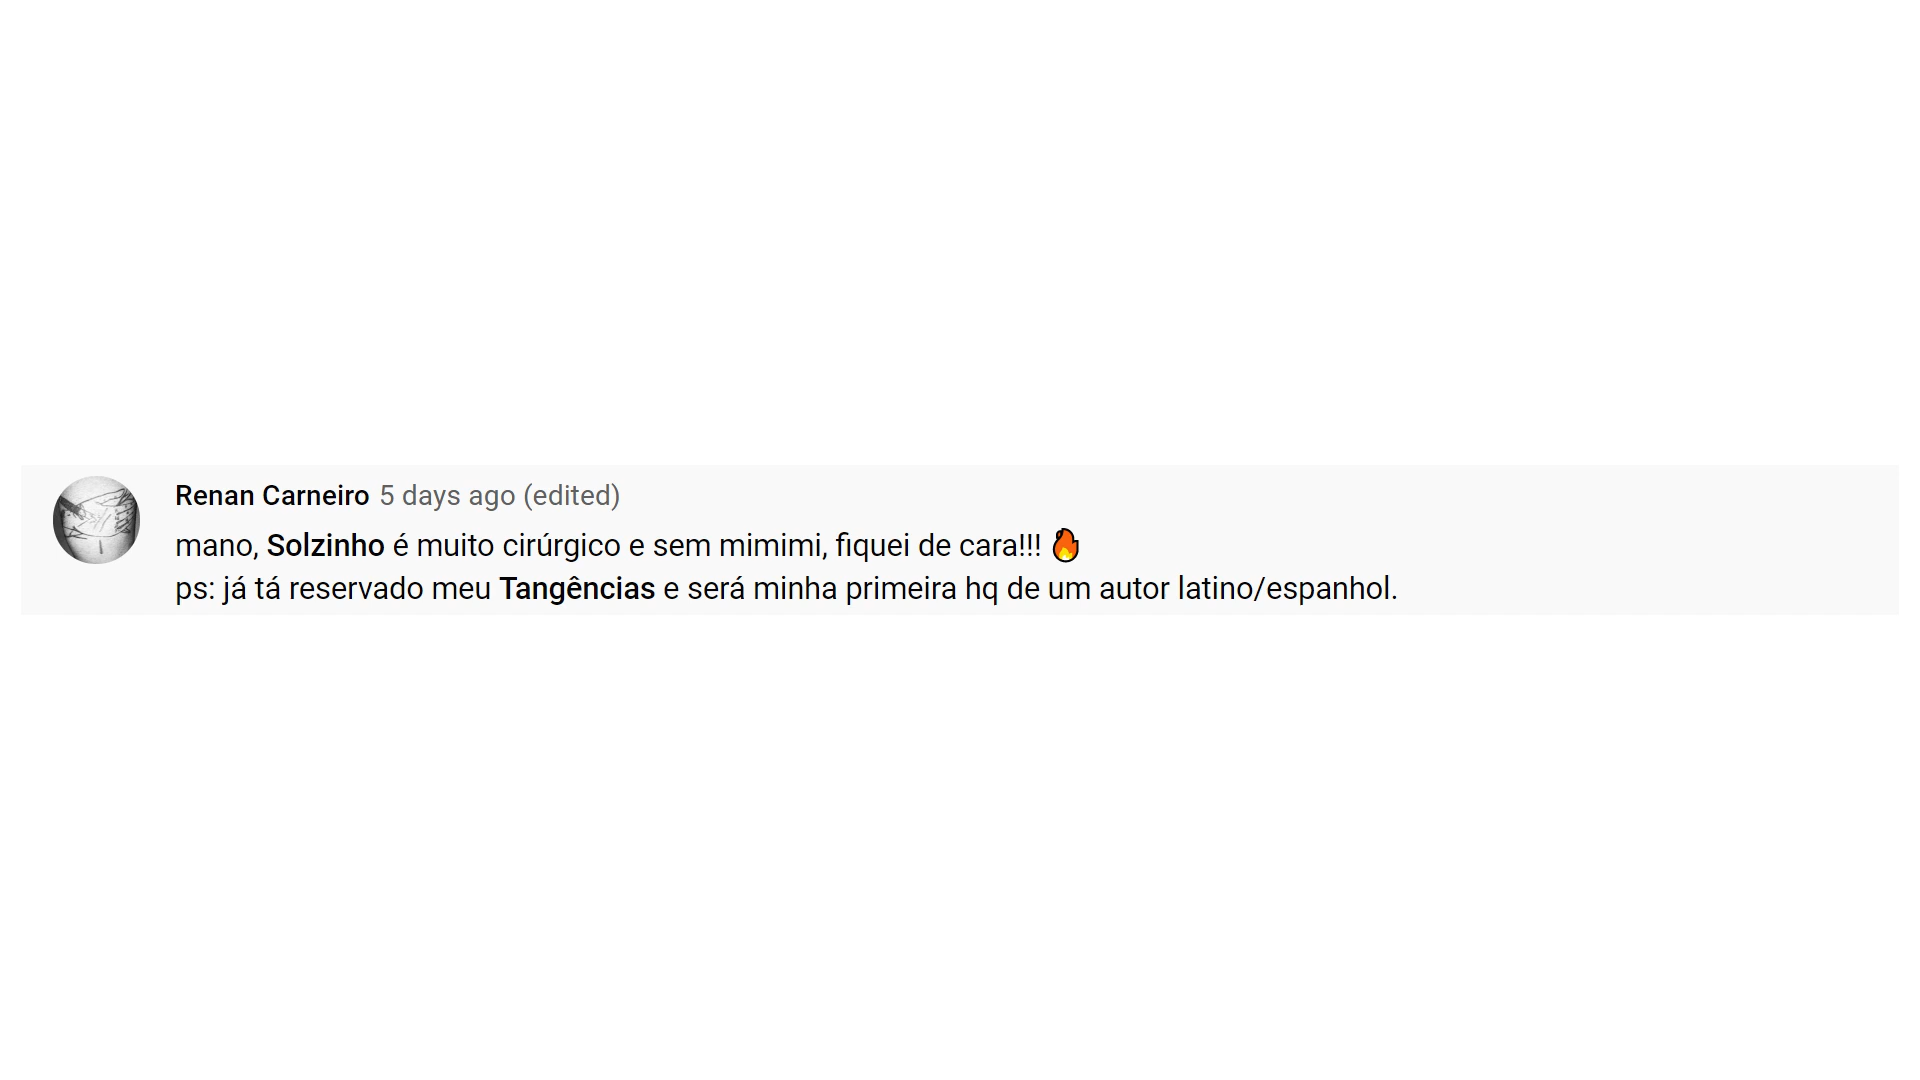 Renan Carneiro 5 days ago (edited)
mano, Solzinho é muito cirúrgico e sem mimimi, fiquei de cara!!! 🔥
ps: já tá reservado meu Tangências e será minha primeira hq de um autor latino/espanhol.